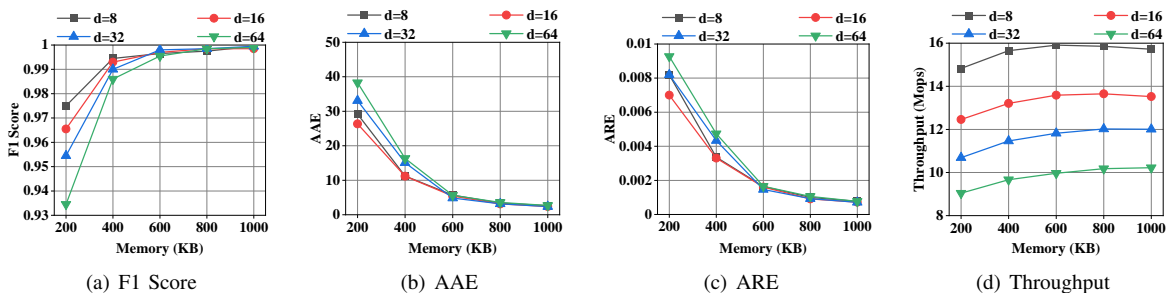 d=8 d=16
d=32 d=64
1
0.99
0.98
0.97
0.96
0.95
0.94
0.93
F1 Score
200 400 600 800 1000
Memory (KB)
(a) F1 Score
d=8 d=16
d=32 d=64
50
40
30
20
10
0
AAE
200 400 600 800 1000
Memory (KB)
(b) AAE
d=8 d=16
d=32 d=64
0.01
0.008
0.006
0.004
0.002
0
ARE
200 400 600 800 1000
Memory (KB)
(c) ARE
d=8 d=16
d=32 d=64
16
14
12
10
8
Throughput (Mops)
200 400 600 800 1000
Memory (KB)
(d) Throughput